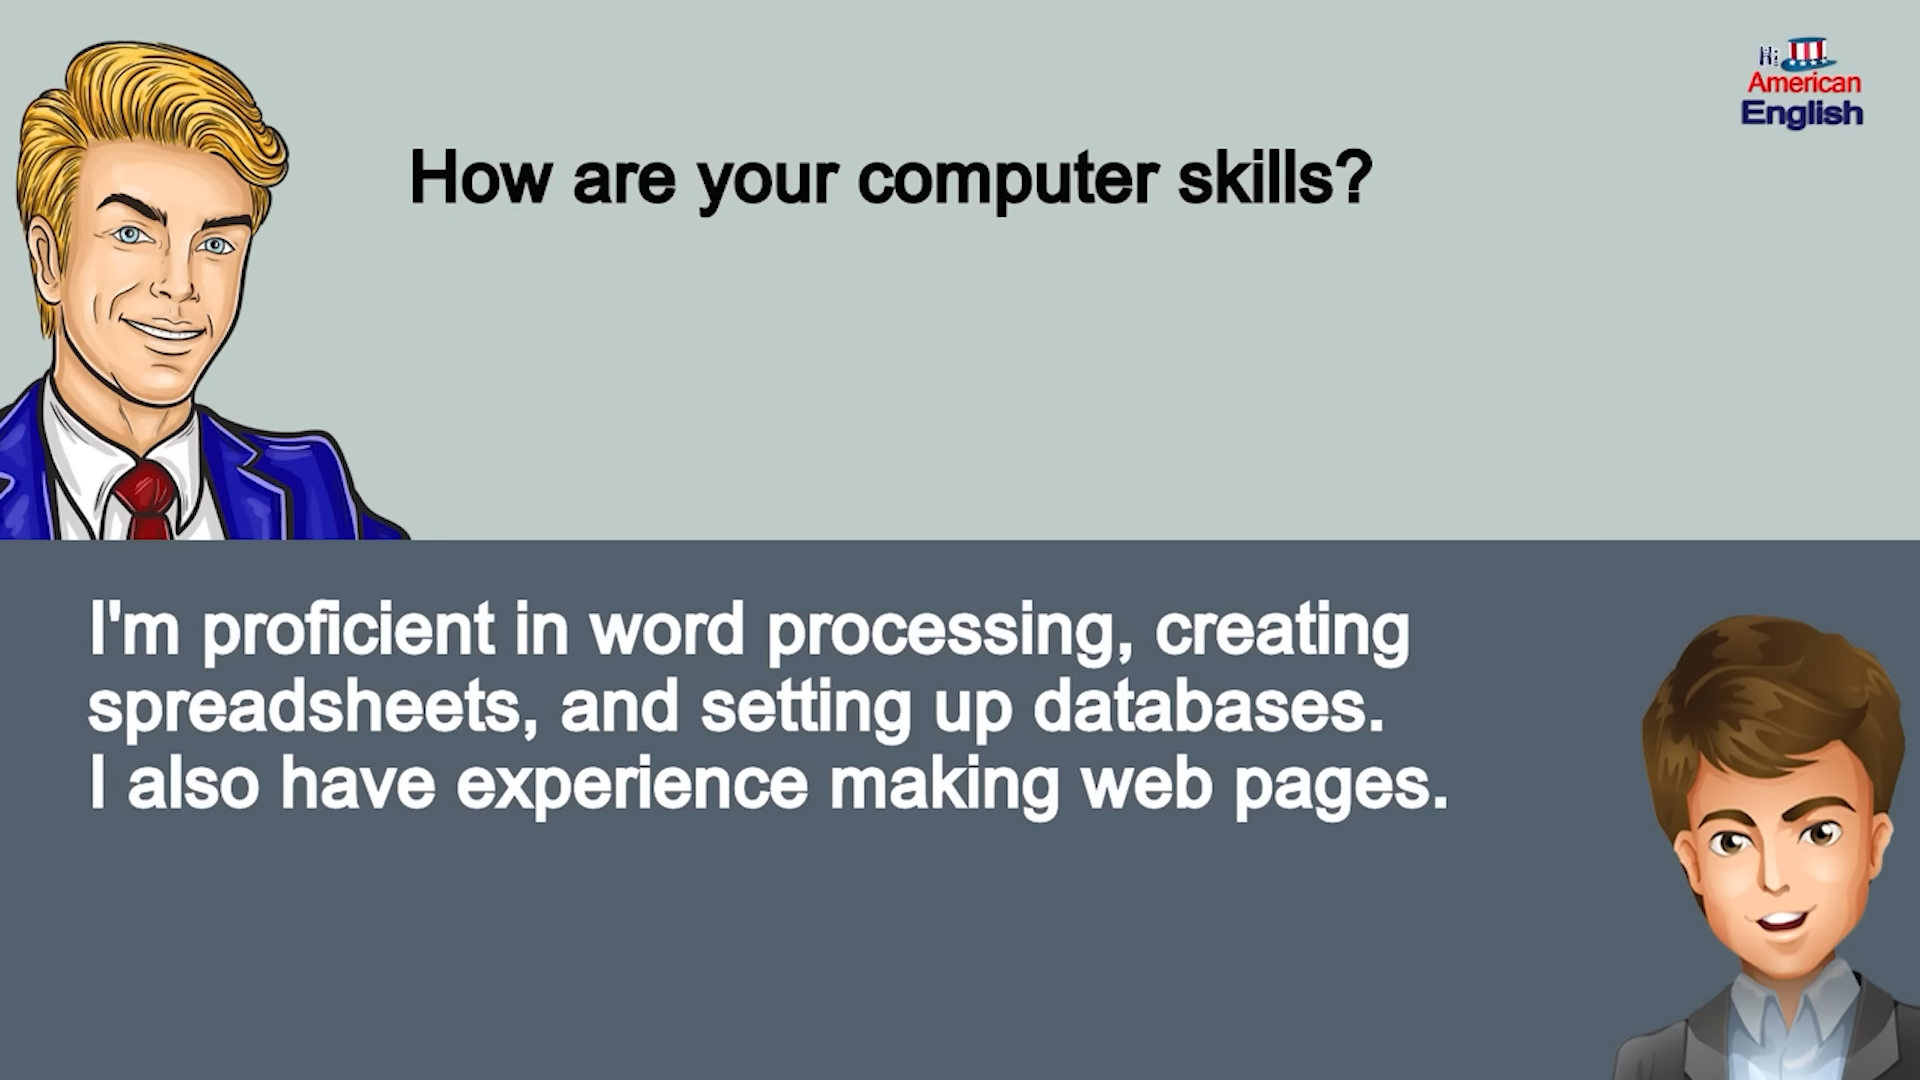 Hi
American
English
How are your computer skills?
I'm proficient in word processing, creating
spreadsheets, and setting up databases.
I also have experience making web pages.